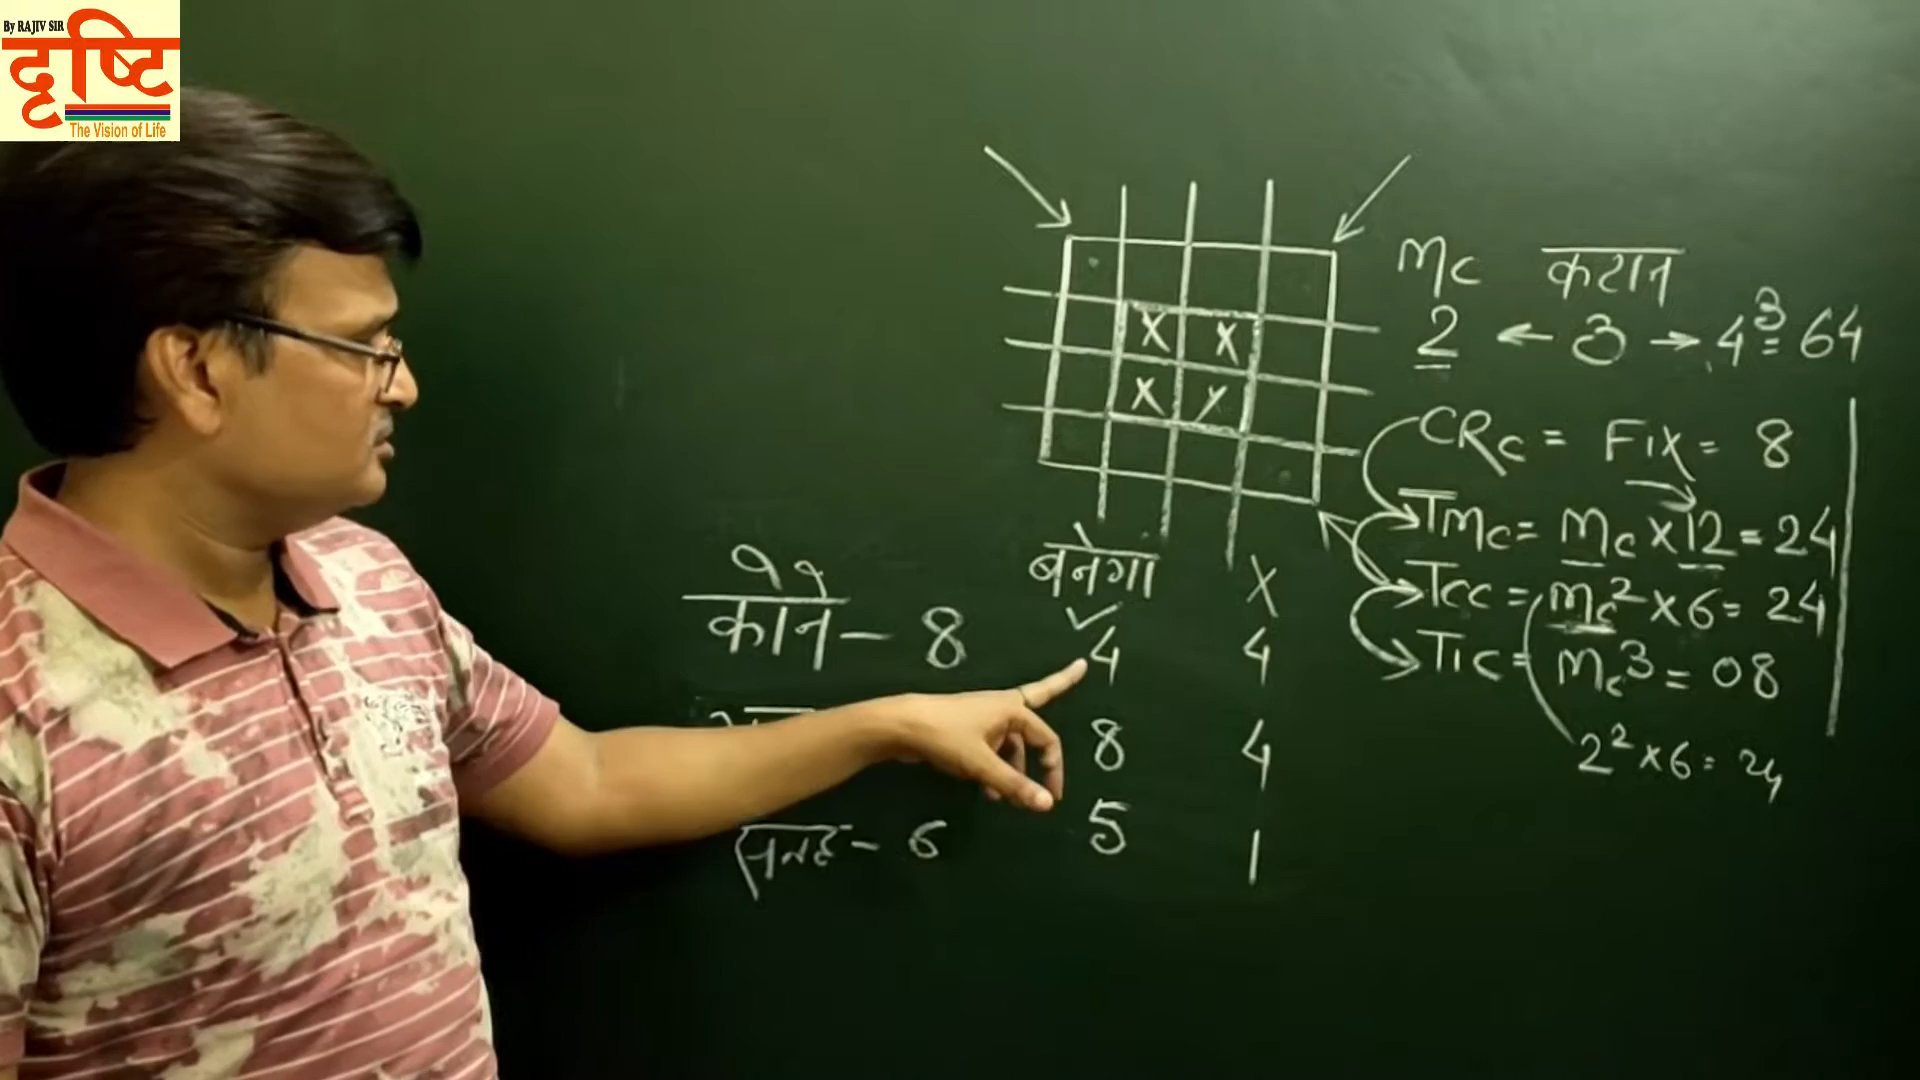 By RAJIV SIR
दृष्टि
The Vision of Life
X X
X X
Mc कटान
2 ← 3 → 4³ = 64
CRc = Fix = 8
TMc = Mc × 12 = 24
Tcc = Mc² × 6 = 24
Tic = Mc³ = 08
2² × 6 = 24
बनेगा X
कोने – 8 ✓4 4
8 4
सतह – 6 5 1